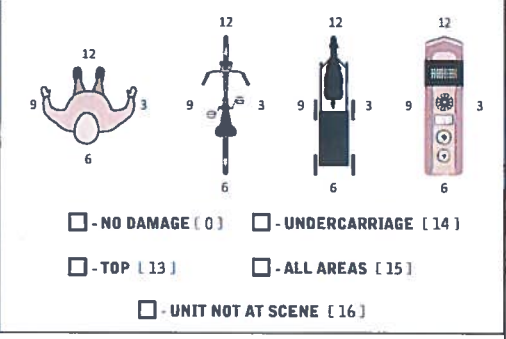 12 12 12 12
9 3 9 3 9 3 9 3
6 6 6 6
☐ - NO DAMAGE [ 0 ] ☐ - UNDERCARRIAGE [ 14 ]
☐ - TOP [ 13 ] ☐ - ALL AREAS [ 15 ]
☐ - UNIT NOT AT SCENE [ 16 ]